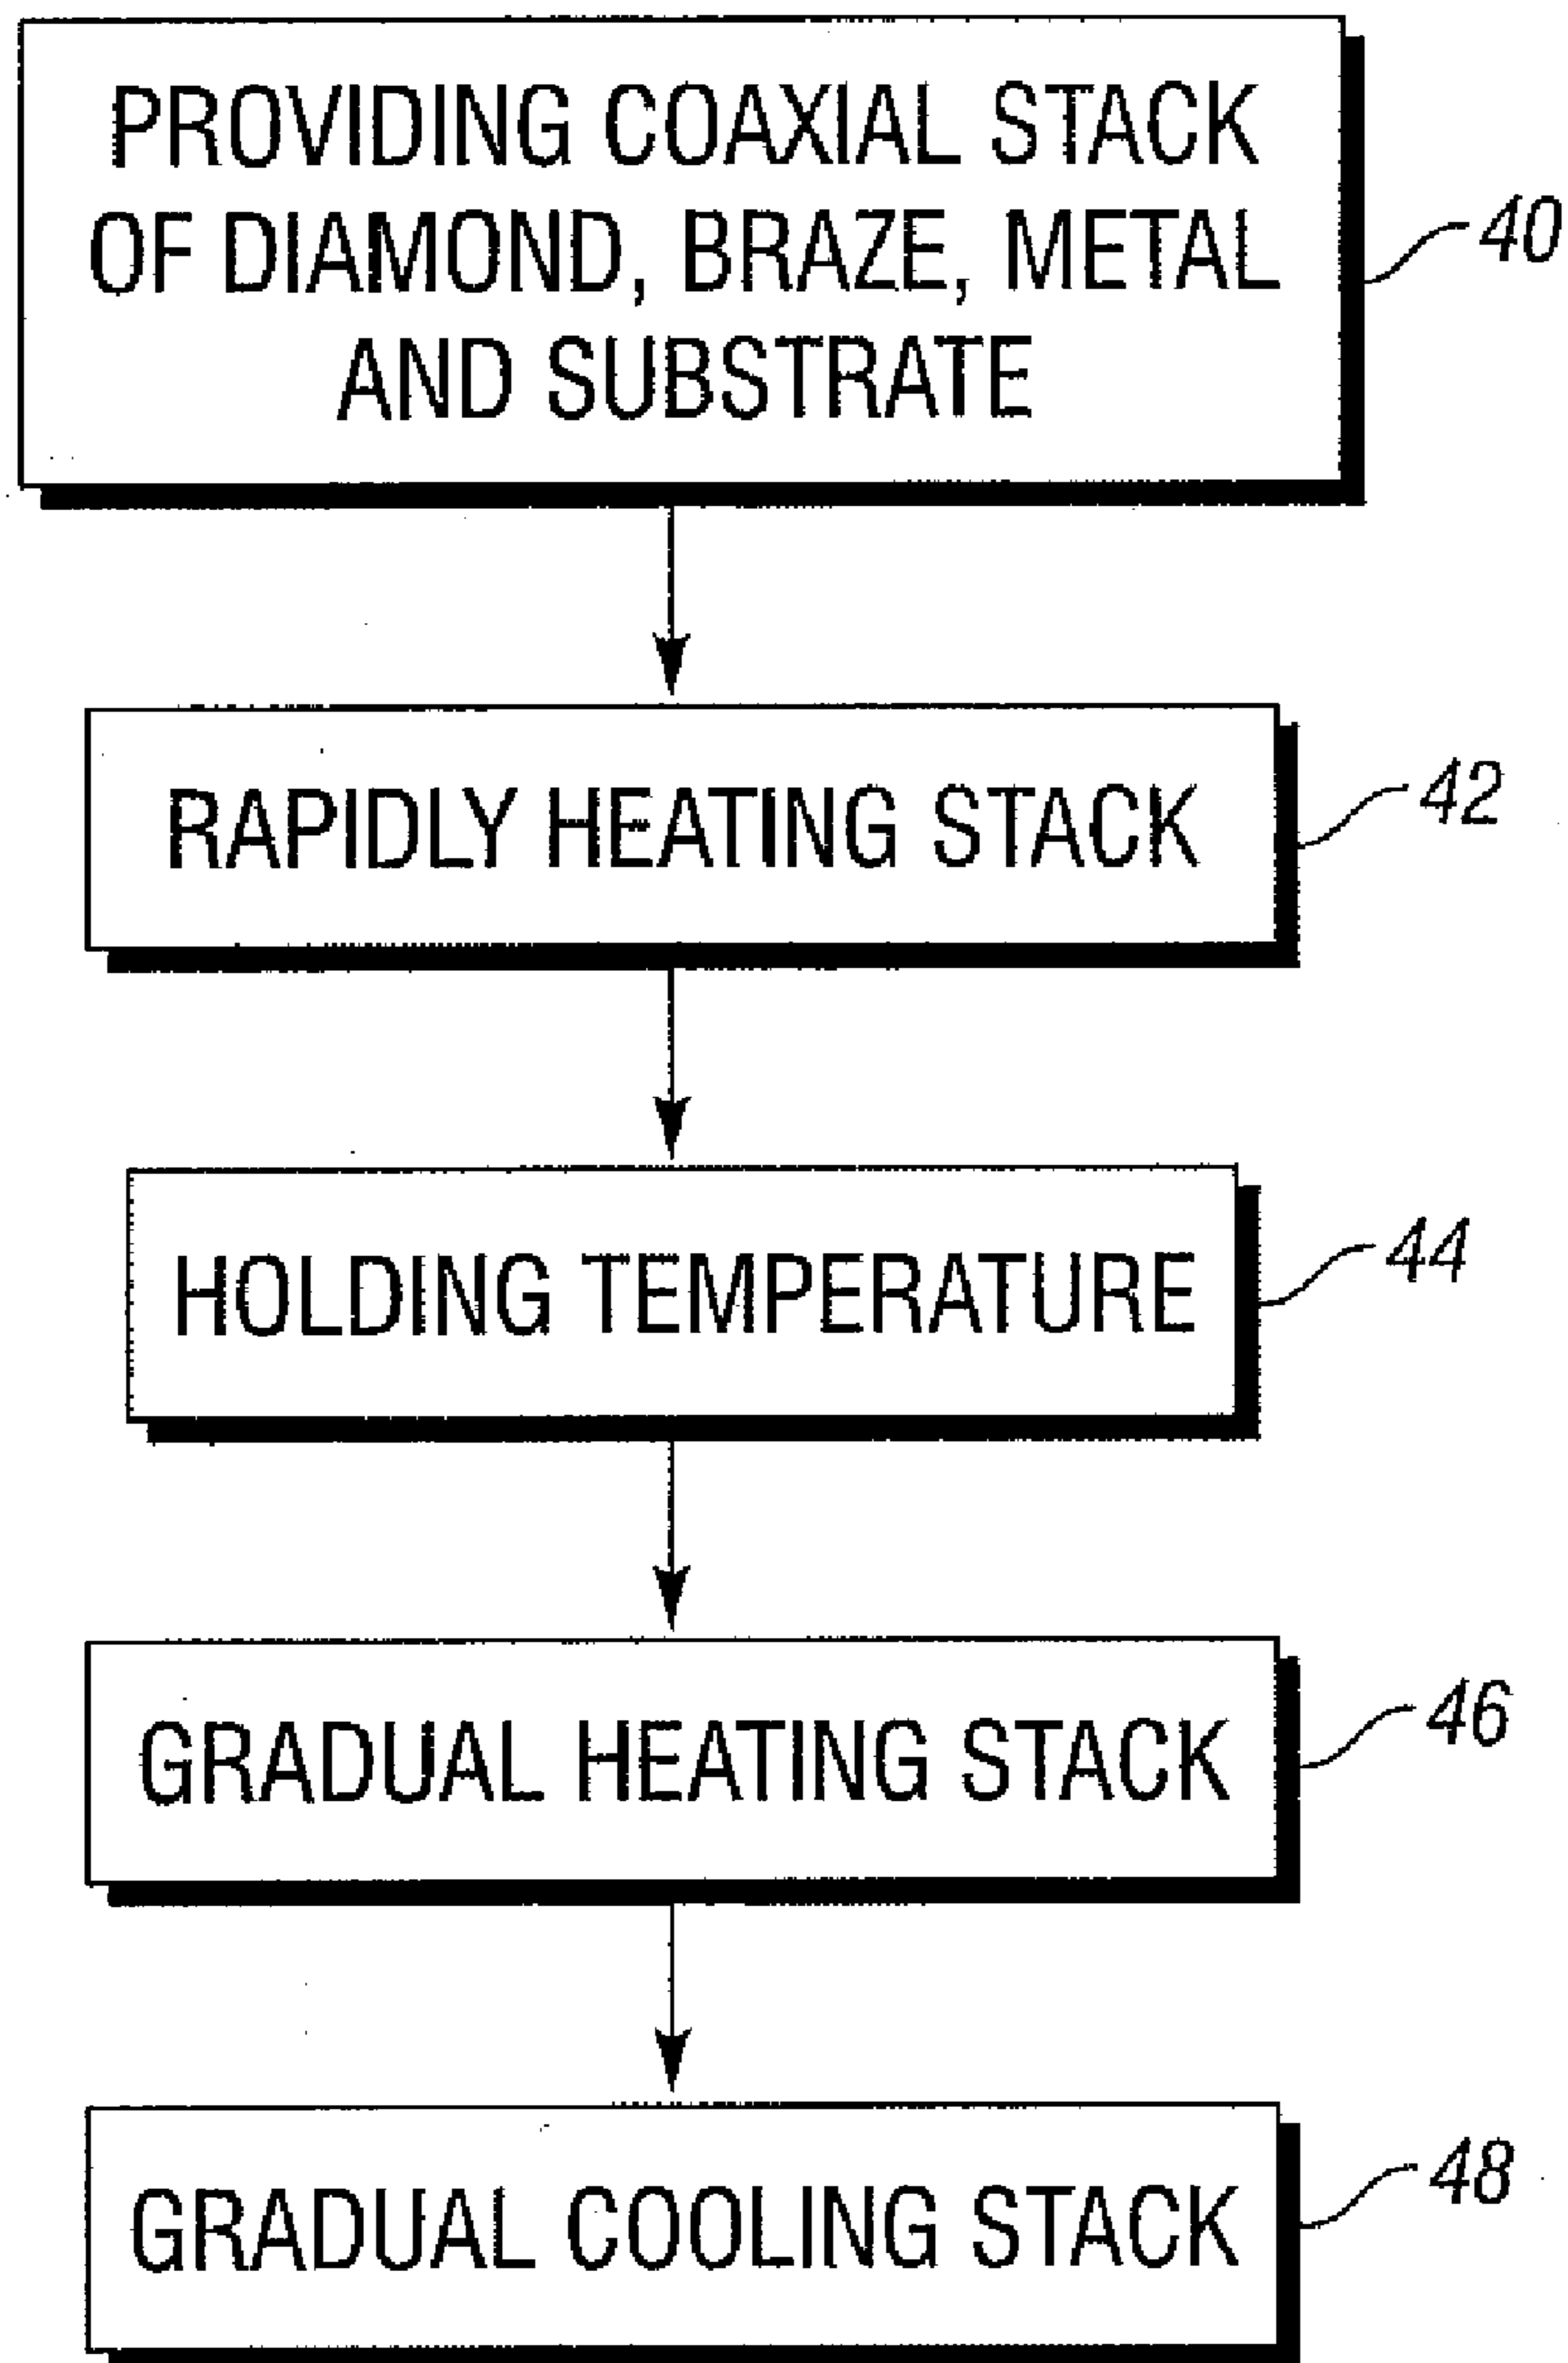 PROVIDING COAXIAL STACK
OF DIAMOND, BRAZE, METAL
AND SUBSTRATE
40
RAPIDLY HEATING STACK
42
HOLDING TEMPERATURE
44
GRADUAL HEATING STACK
46
GRADUAL COOLING STACK
48